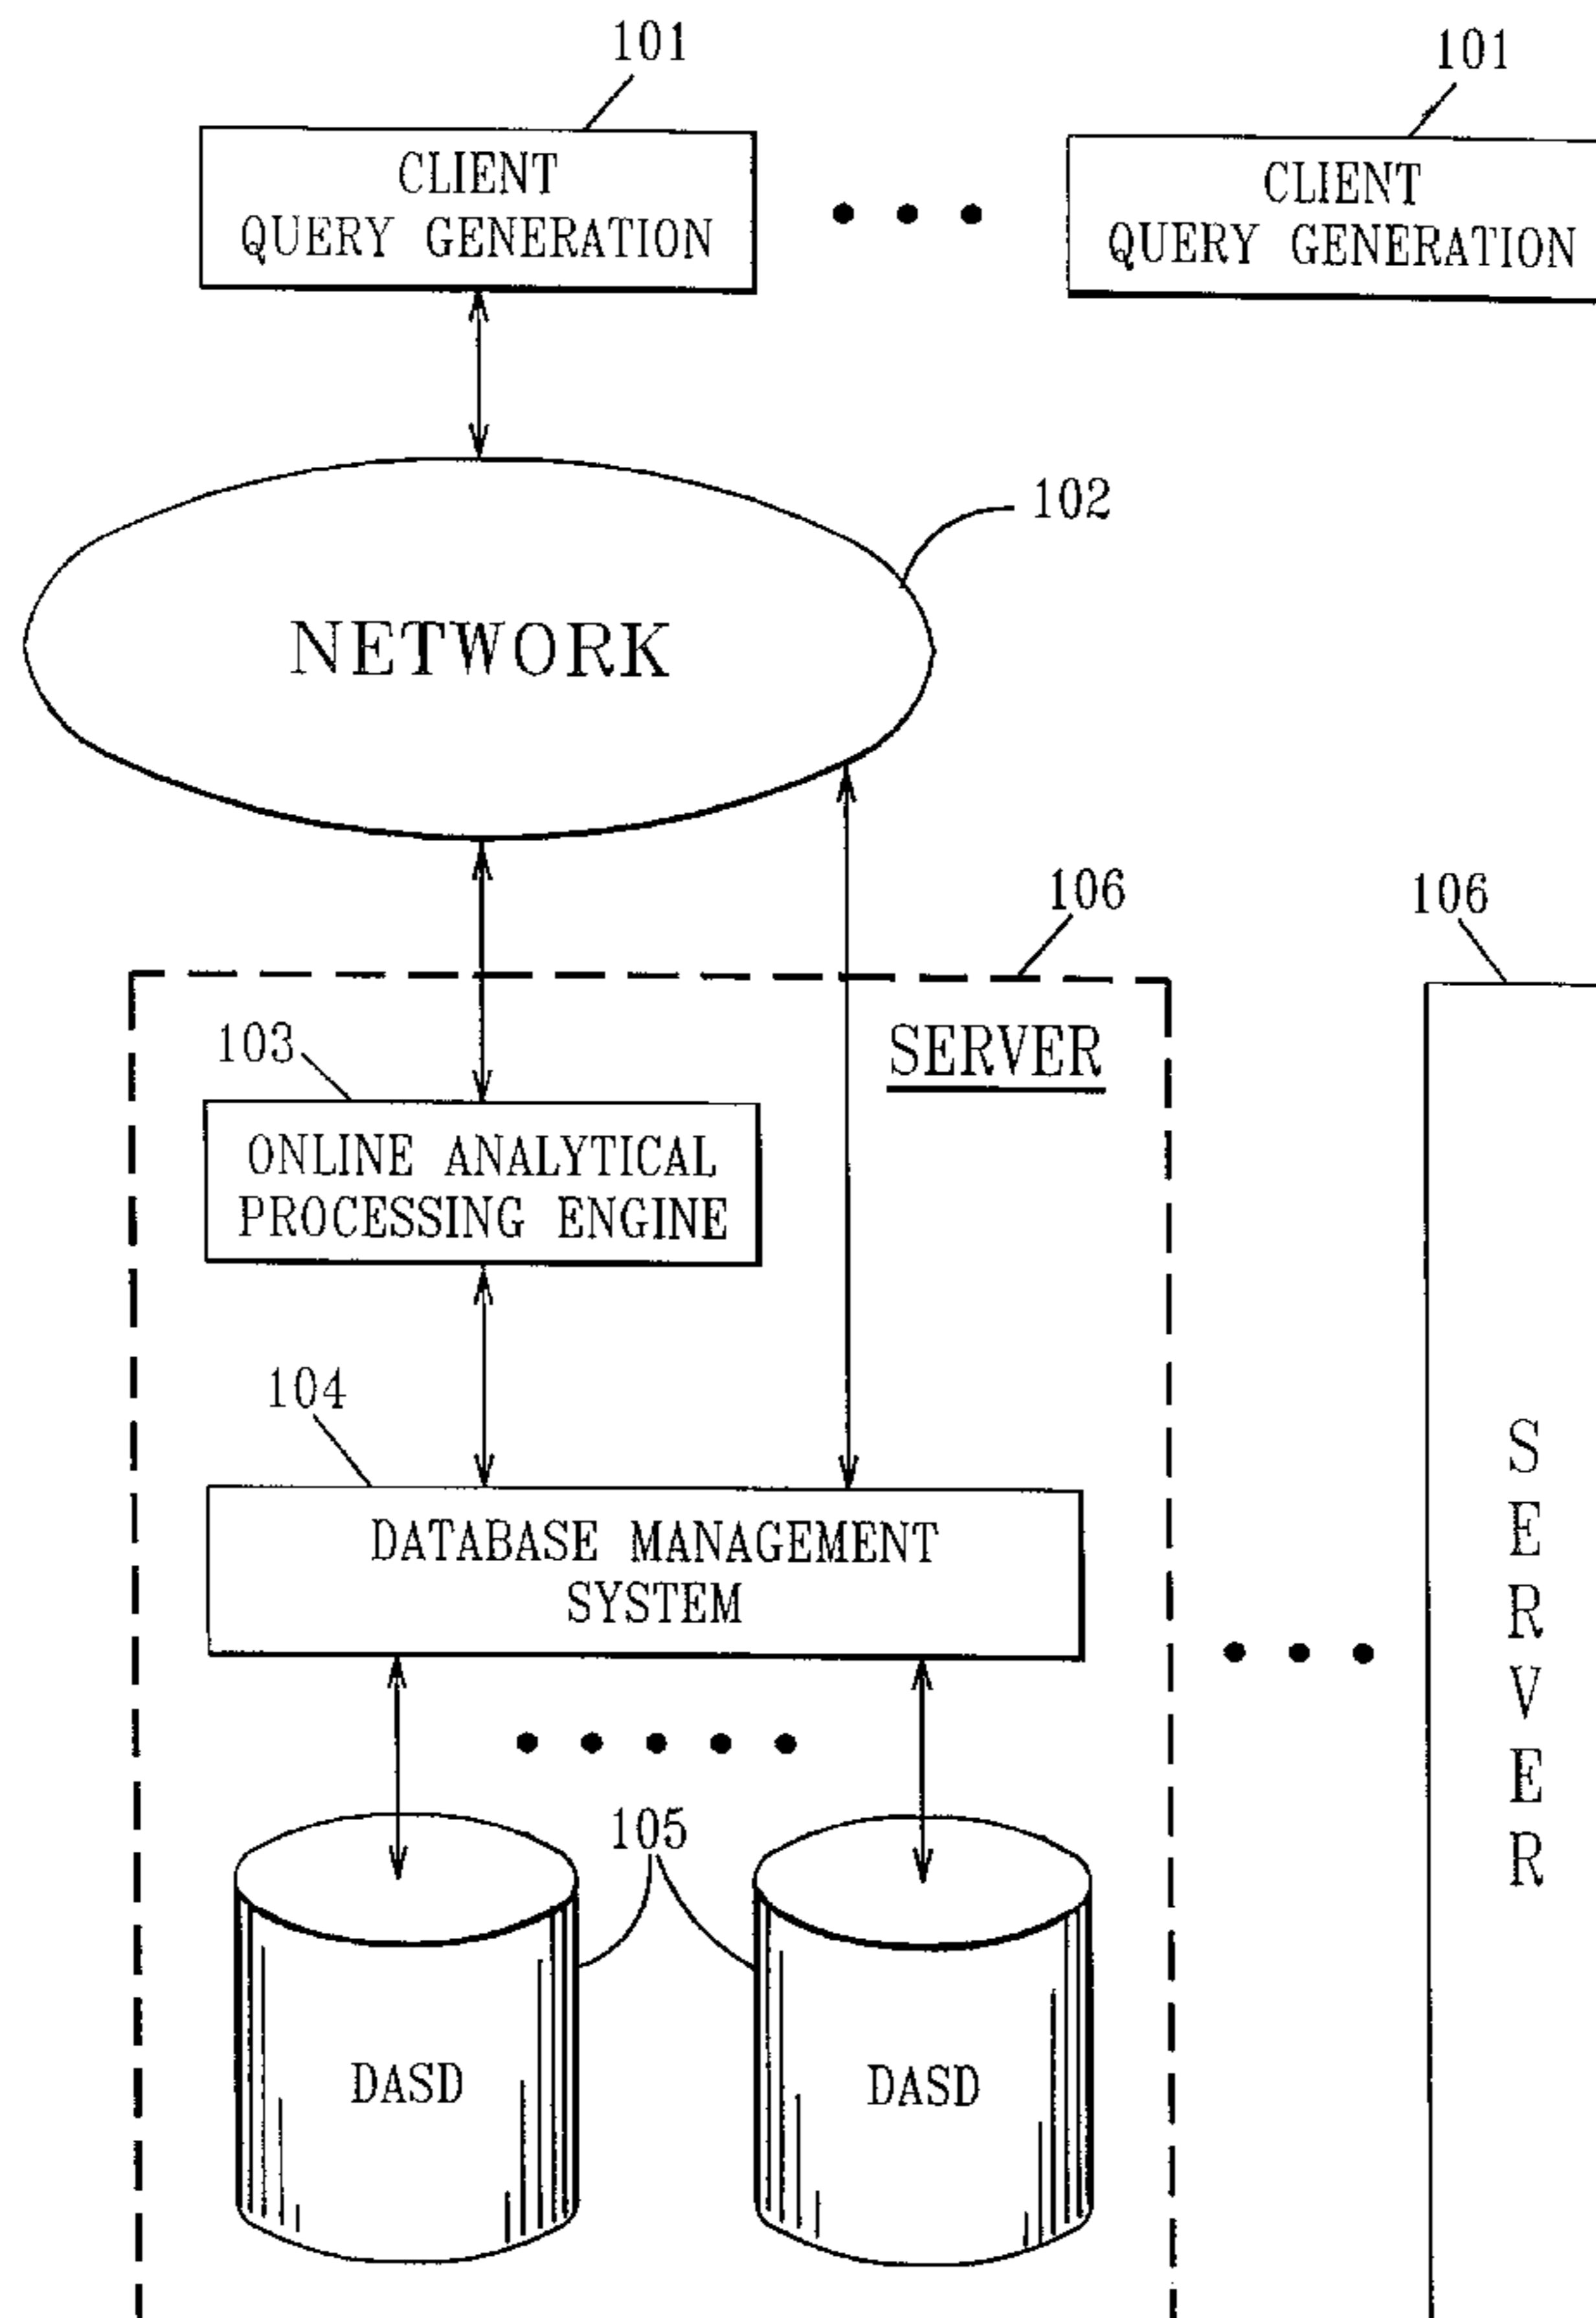 101
101
CLIENT
QUERY GENERATION
CLIENT
QUERY GENERATION
102
NETWORK
106
106
SERVER
103
ONLINE ANALYTICAL
PROCESSING ENGINE
104
DATABASE MANAGEMENT
SYSTEM
SERVER
105
DASD
DASD